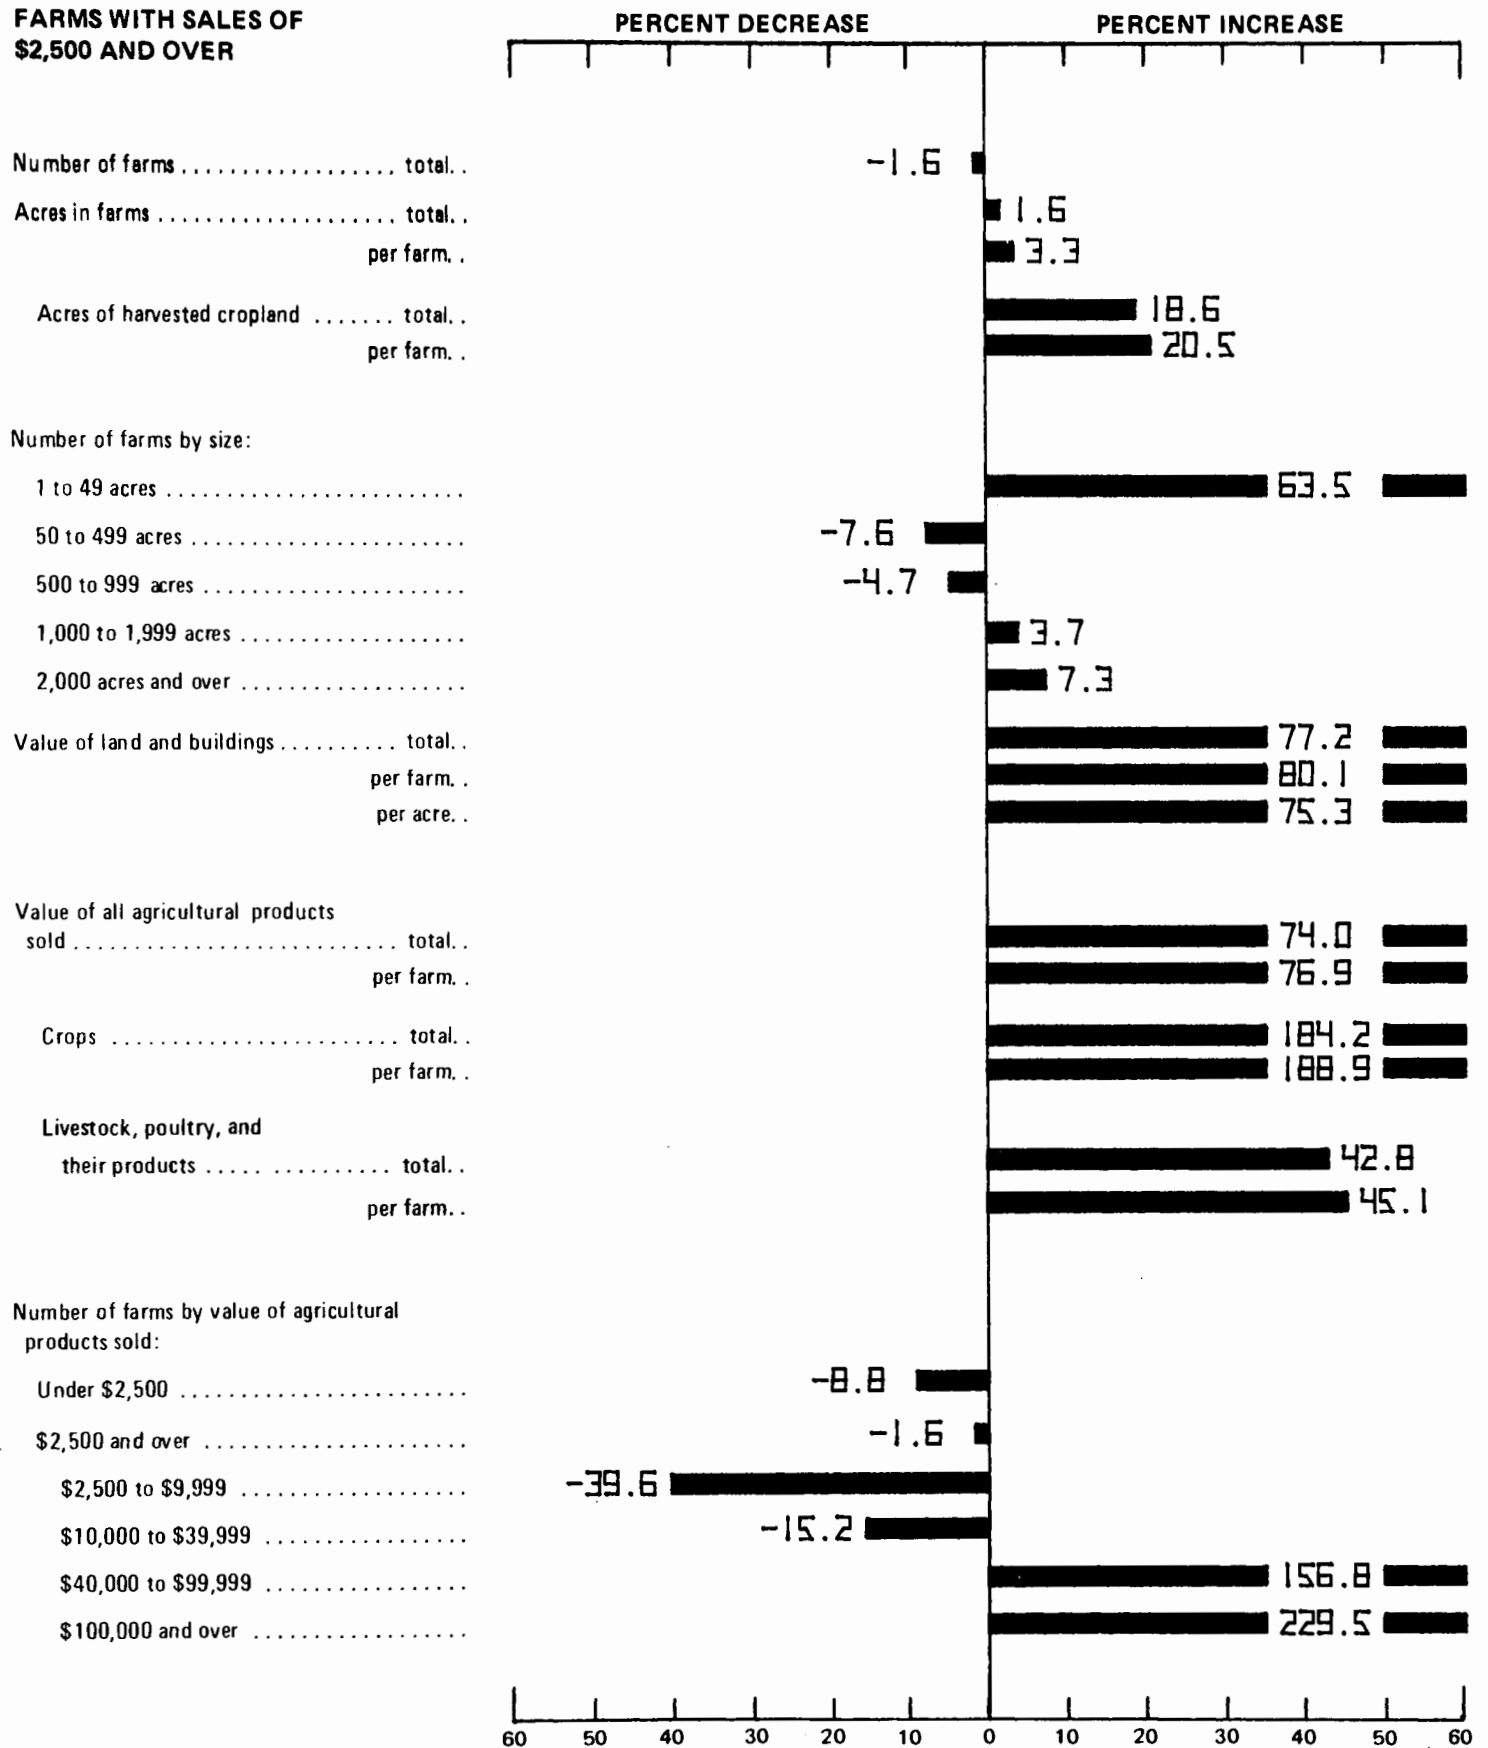 FARMS WITH SALES OF
$2,500 AND OVER
PERCENT DECREASE PERCENT INCREASE
Number of farms .................. total. . -1.6
Acres in farms .................... total. . 1.6
per farm. . 3.3
Acres of harvested cropland ....... total. . 18.6
per farm. . 20.5
Number of farms by size:
1 to 49 acres ......................... 63.5
50 to 499 acres ....................... -7.6
500 to 999 acres ...................... -4.7
1,000 to 1,999 acres ................... 3.7
2,000 acres and over ................... 7.3
Value of land and buildings .......... total. . 77.2
per farm. . 80.1
per acre. . 75.3
Value of all agricultural products
sold ........................... total. . 74.0
per farm. . 76.9
Crops ........................ total. . 184.2
per farm. . 188.9
Livestock, poultry, and
their products ..... .......... total. . 42.8
per farm. . 45.1
Number of farms by value of agricultural
products sold:
Under $2,500 ........................ -8.8
$2,500 and over ...................... -1.6
$2,500 to $9,999 ................... -39.6
$10,000 to $39,999 ................. -15.2
$40,000 to $99,999 ................. 156.8
$100,000 and over .................. 229.5
60 50 40 30 20 10 0 10 20 30 40 50 60